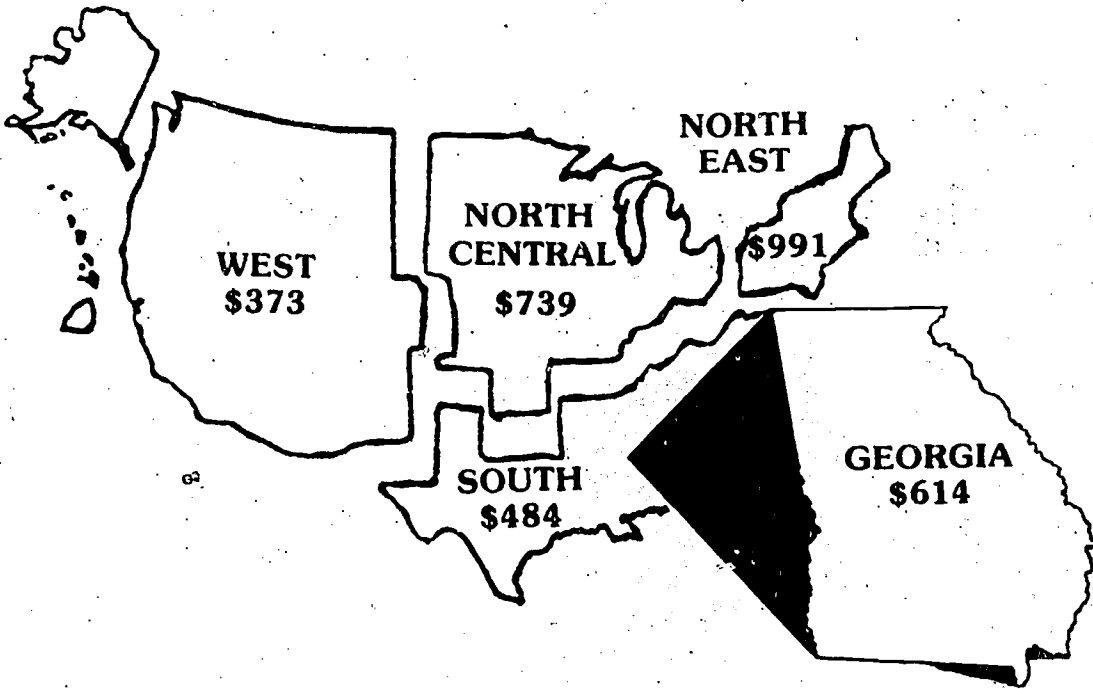 NORTH
EAST
$991
NORTH
CENTRAL
$739
WEST
$373
GEORGIA
$614
SOUTH
$484